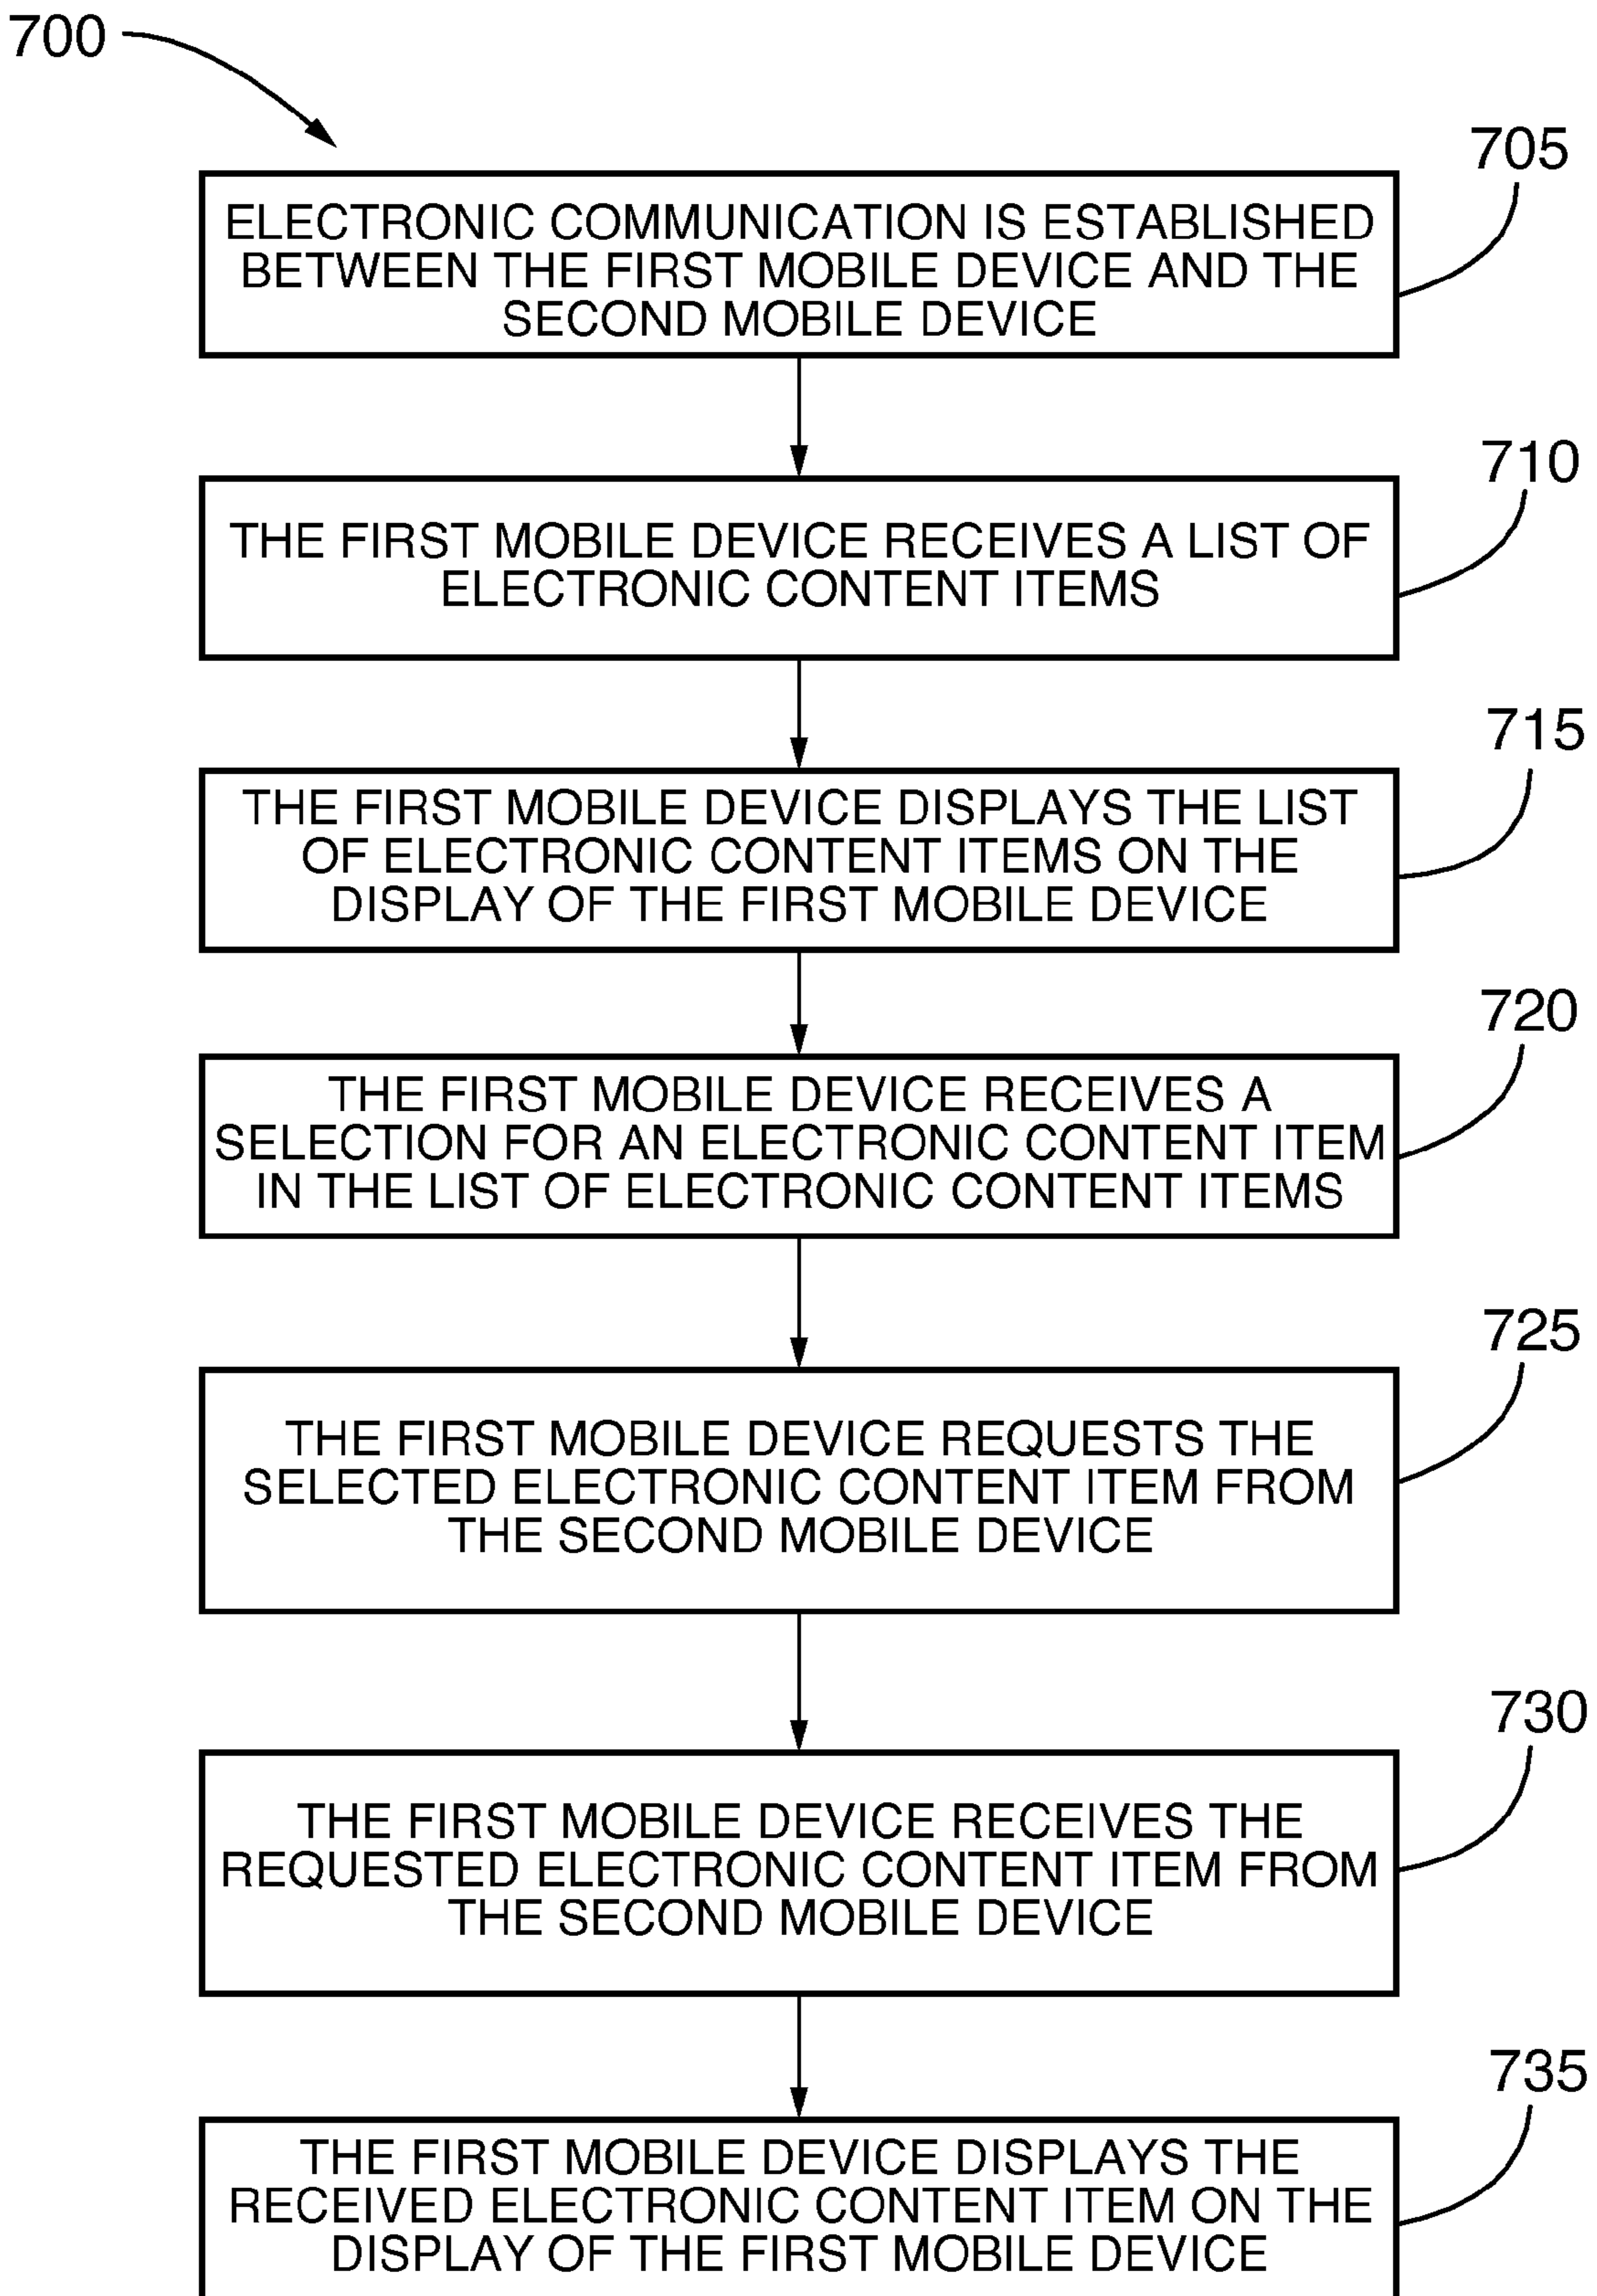 700
705
ELECTRONIC COMMUNICATION IS ESTABLISHED
BETWEEN THE FIRST MOBILE DEVICE AND THE
SECOND MOBILE DEVICE
710
THE FIRST MOBILE DEVICE RECEIVES A LIST OF
ELECTRONIC CONTENT ITEMS
715
THE FIRST MOBILE DEVICE DISPLAYS THE LIST
OF ELECTRONIC CONTENT ITEMS ON THE
DISPLAY OF THE FIRST MOBILE DEVICE
720
THE FIRST MOBILE DEVICE RECEIVES A
SELECTION FOR AN ELECTRONIC CONTENT ITEM
IN THE LIST OF ELECTRONIC CONTENT ITEMS
725
THE FIRST MOBILE DEVICE REQUESTS THE
SELECTED ELECTRONIC CONTENT ITEM FROM
THE SECOND MOBILE DEVICE
730
THE FIRST MOBILE DEVICE RECEIVES THE
REQUESTED ELECTRONIC CONTENT ITEM FROM
THE SECOND MOBILE DEVICE
735
THE FIRST MOBILE DEVICE DISPLAYS THE
RECEIVED ELECTRONIC CONTENT ITEM ON THE
DISPLAY OF THE FIRST MOBILE DEVICE